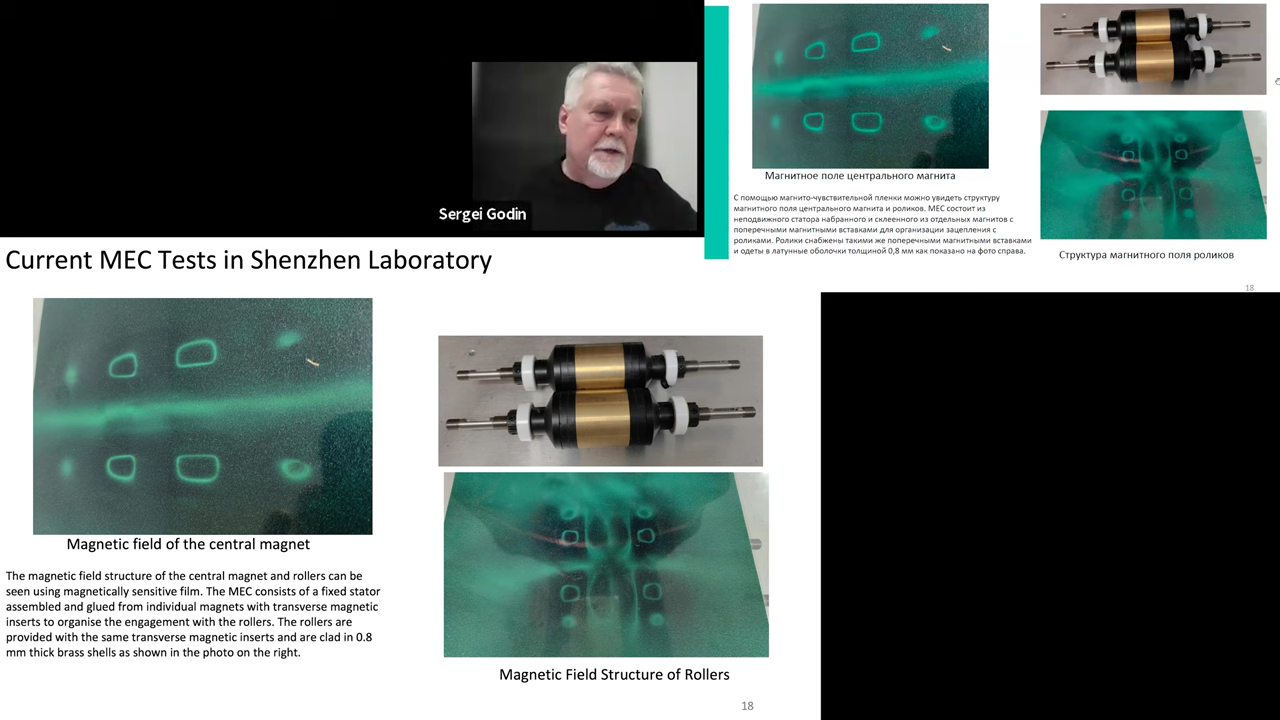 Sergei Godin
Магнитное поле центрального магнита
С помощью магнито-чувствительной пленки можно увидеть структуру
магнитного поля центрального магнита и роликов. МЕС состоит из
неподвижного статора набранного и склеенного из отдельных магнитов с
поперечными магнитными вставками для организации зацепления с
роликами. Ролики снабжены такими же поперечными магнитными вставками
и одеты в латунные оболочки толщиной 0,8 мм как показано на фото справа.
Структура магнитного поля роликов
18
Current MEC Tests in Shenzhen Laboratory
Magnetic field of the central magnet
The magnetic field structure of the central magnet and rollers can be
seen using magnetically sensitive film. The MEC consists of a fixed stator
assembled and glued from individual magnets with transverse magnetic
inserts to organise the engagement with the rollers. The rollers are
provided with the same transverse magnetic inserts and are clad in 0.8
mm thick brass shells as shown in the photo on the right.
Magnetic Field Structure of Rollers
18